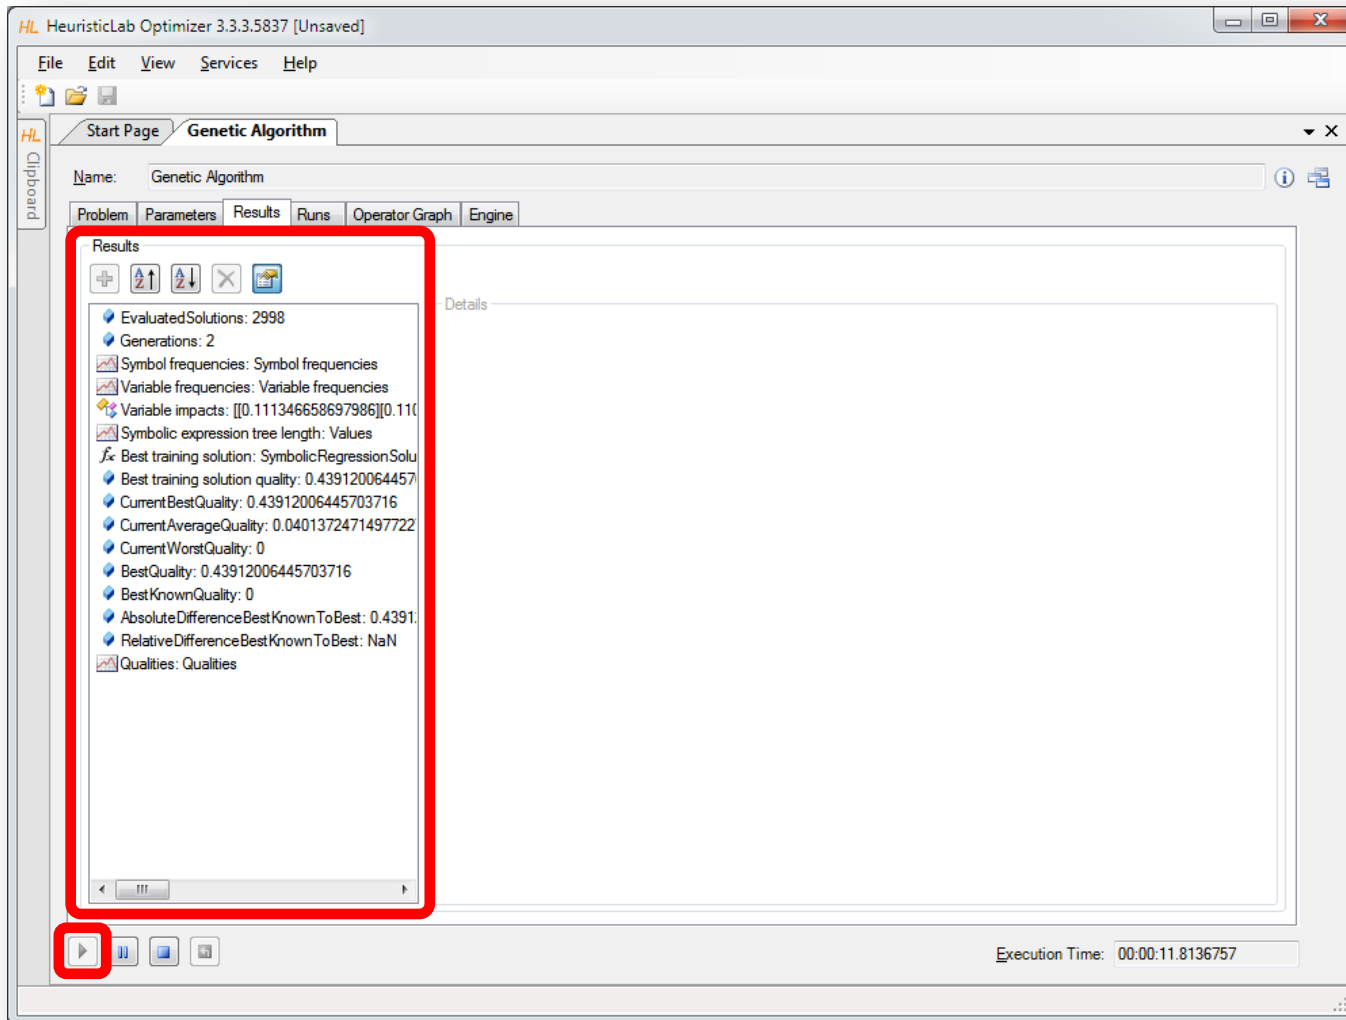 HL HeuristicLab Optimizer 3.3.3.5837 [Unsaved]
File Edit View Services Help
HL Clipboard
Start Page Genetic Algorithm
Name: Genetic Algorithm
Problem Parameters Results Runs Operator Graph Engine
Results
Details
EvaluatedSolutions: 2998
Generations: 2
Symbol frequencies: Symbol frequencies
Variable frequencies: Variable frequencies
Variable impacts: [[0.111346658697986][0.110
Symbolic expression tree length: Values
Best training solution: SymbolicRegressionSolu
Best training solution quality: 0.439120064457
CurrentBestQuality: 0.43912006445703716
CurrentAverageQuality: 0.0401372471497722
CurrentWorstQuality: 0
BestQuality: 0.43912006445703716
BestKnownQuality: 0
AbsoluteDifferenceBestKnownToBest: 0.4391
RelativeDifferenceBestKnownToBest: NaN
Qualities: Qualities
Execution Time: 00:00:11.8136757